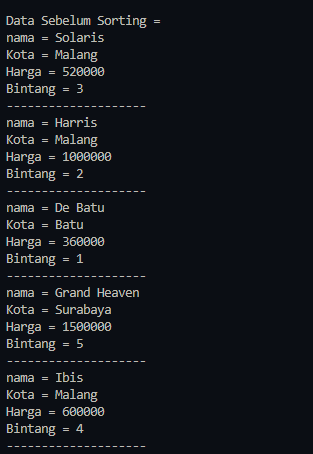 Data Sebelum Sorting =
nama = Solaris
Kota = Malang
Harga = 520000
Bintang = 3
--------------------
nama = Harris
Kota = Malang
Harga = 1000000
Bintang = 2
--------------------
nama = De Batu
Kota = Batu
Harga = 360000
Bintang = 1
--------------------
nama = Grand Heaven
Kota = Surabaya
Harga = 1500000
Bintang = 5
--------------------
nama = Ibis
Kota = Malang
Harga = 600000
Bintang = 4
--------------------